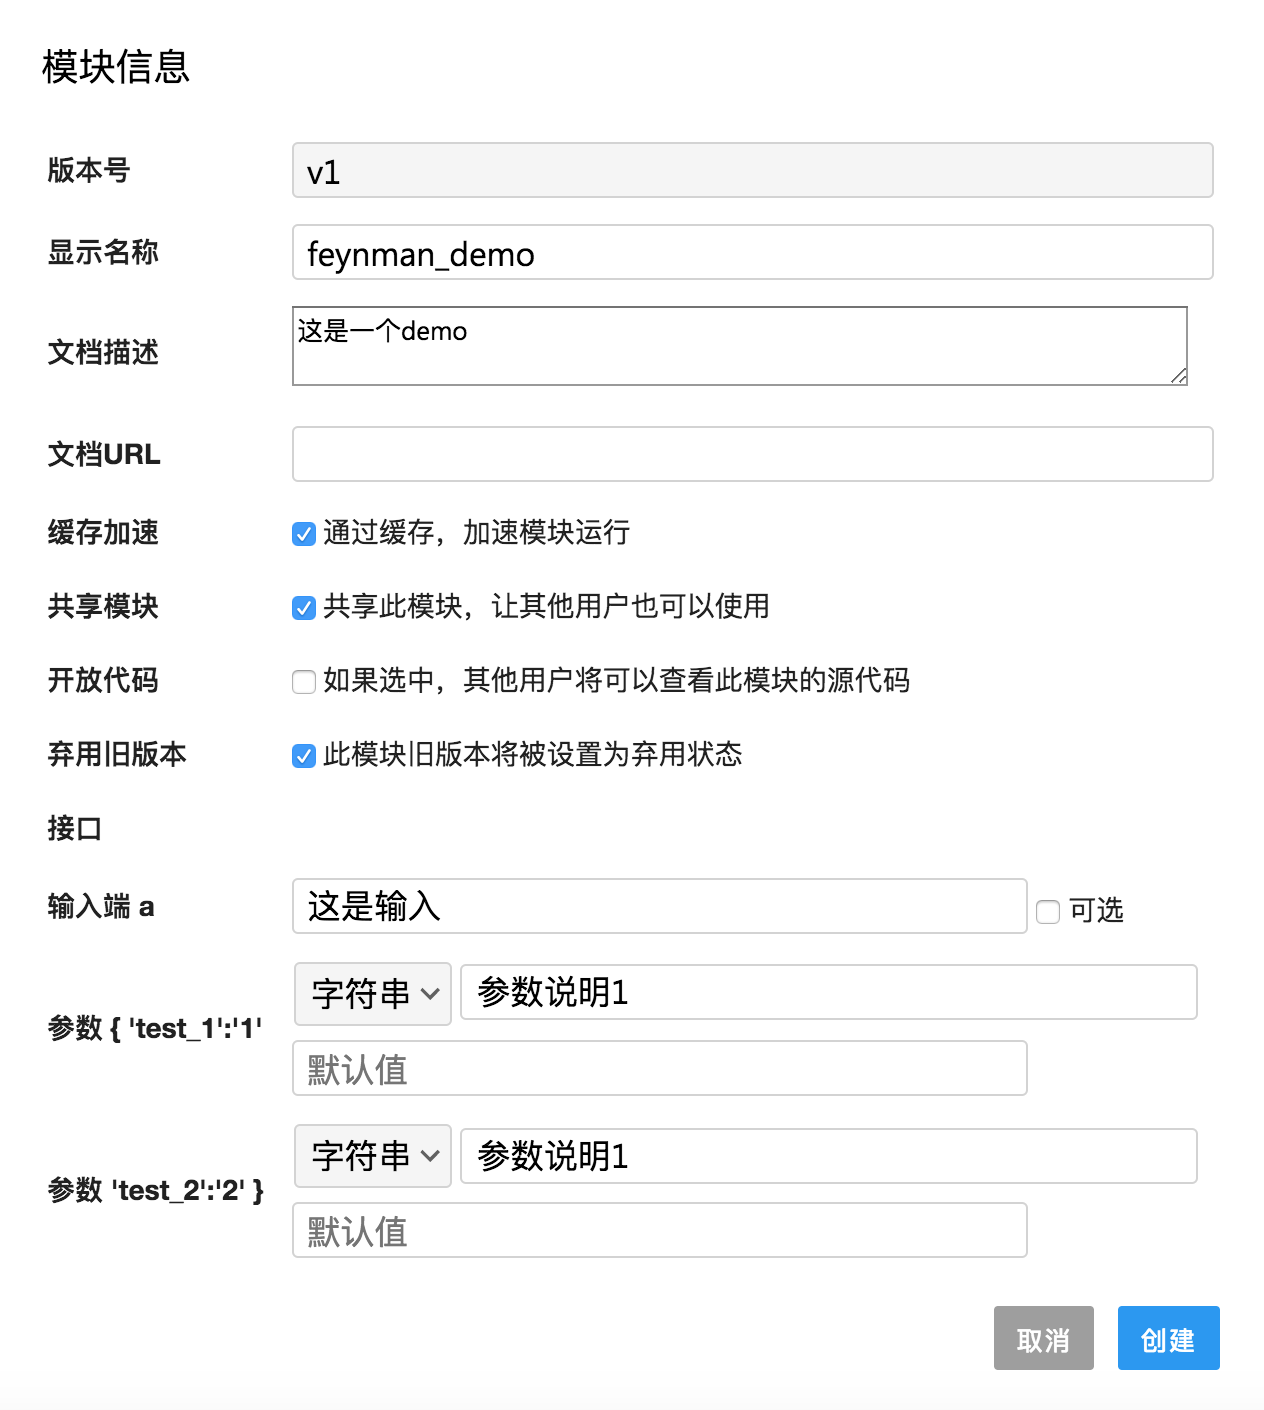 模块信息
版本号 v1
显示名称 feynman_demo
文档描述 这是一个demo
文档URL
缓存加速 通过缓存，加速模块运行
共享模块 共享此模块，让其他用户也可以使用
开放代码 如果选中，其他用户将可以查看此模块的源代码
弃用旧版本 此模块旧版本将被设置为弃用状态
接口
输入端 a 这是输入 可选
字符串 参数说明1
参数 { 'test_1':'1'
默认值
字符串 参数说明1
参数 'test_2':'2' }
默认值
取消 创建